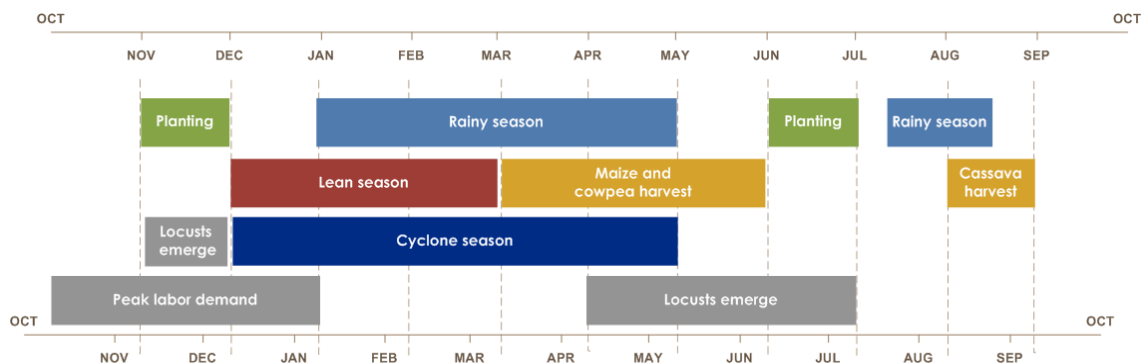 OCT OCT
NOV DEC JAN FEB MAR APR MAY JUN JUL AUG SEP
Planting Rainy season Planting Rainy season
Lean season
Maize and
cowpea harvest
Cassava
harvest
Locusts
emerge
Cyclone season
Peak labor demand Locusts emerge
OCT OCT
NOV DEC JAN FEB MAR APR MAY JUN JUL AUG SEP